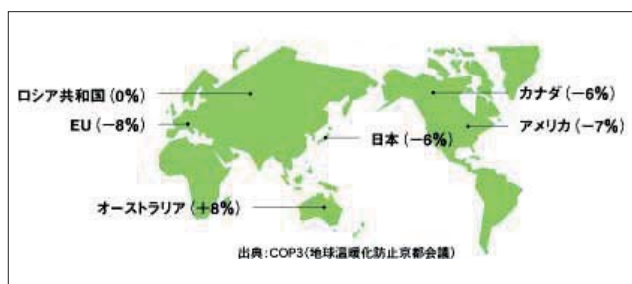 ロシア共和国(0%)
カナダ(−6%)
EU(−8%)
アメリカ(−7%)
日本(−6%)
オーストラリア(+8%)
出典:COP3(地球温暖化防止京都会議)